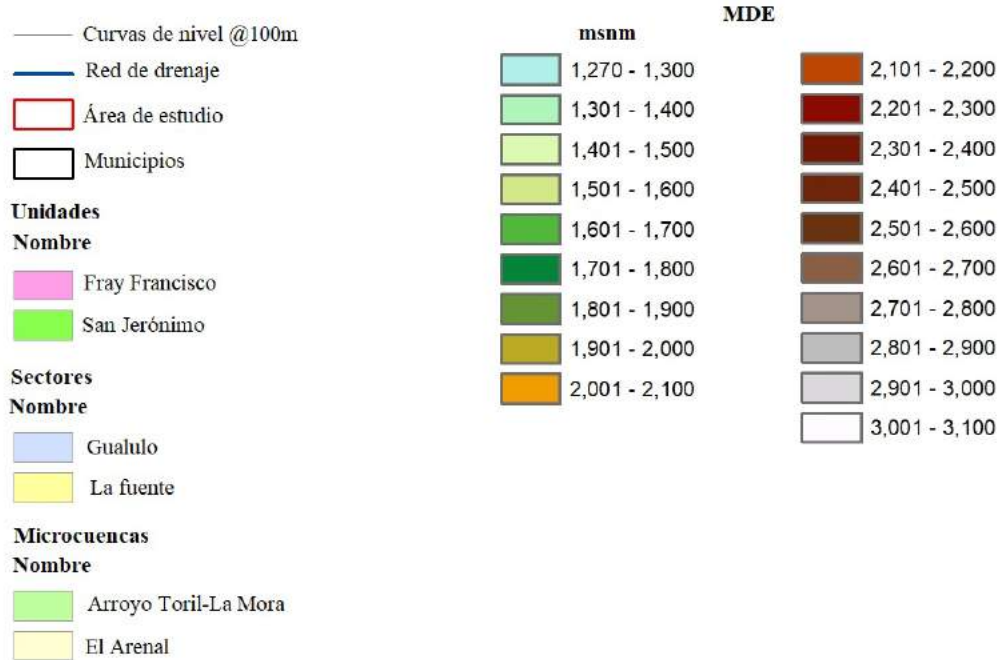 Curvas de nivel @100m
Red de drenaje
Área de estudio
Municipios
Unidades
Nombre
Fray Francisco
San Jerónimo
Sectores
Nombre
Gualulo
La fuente
Microcuencas
Nombre
Arroyo Toril-La Mora
El Arenal
MDE
msnm
1,270 - 1,300
1,301 - 1,400
1,401 - 1,500
1,501 - 1,600
1,601 - 1,700
1,701 - 1,800
1,801 - 1,900
1,901 - 2,000
2,001 - 2,100
2,101 - 2,200
2,201 - 2,300
2,301 - 2,400
2,401 - 2,500
2,501 - 2,600
2,601 - 2,700
2,701 - 2,800
2,801 - 2,900
2,901 - 3,000
3,001 - 3,100